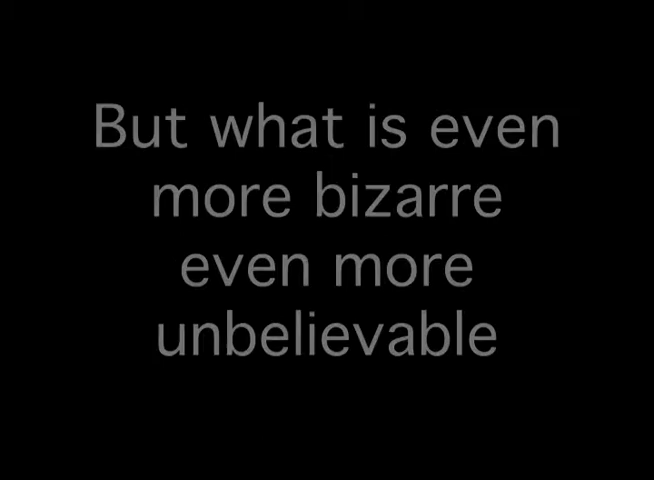 But what is even
more bizarre
even more
unbelievable